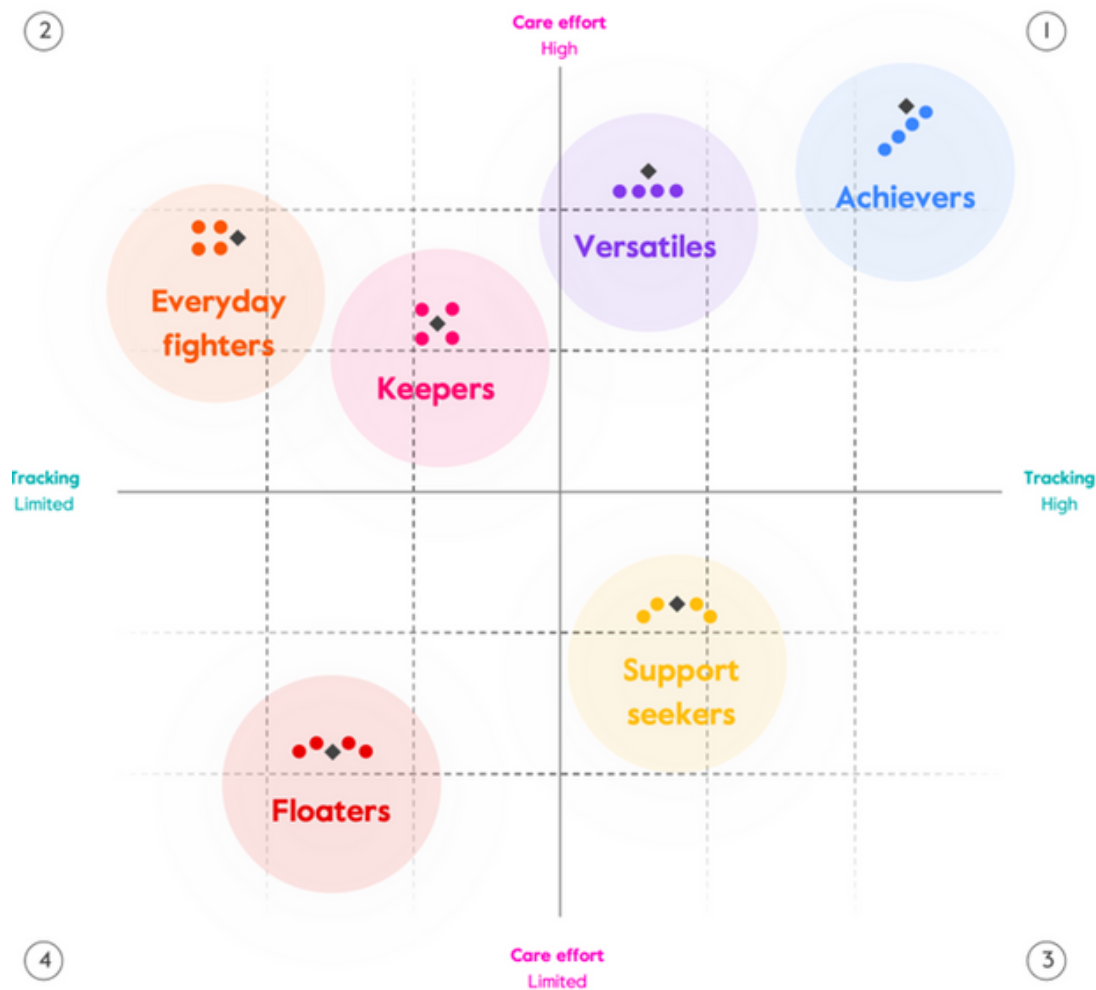 2
Care effort
High
1
Achievers
Versatiles
Everyday
fighters
Keepers
Tracking
Limited
Tracking
High
Support
seekers
Floaters
4
Care effort
Limited
3